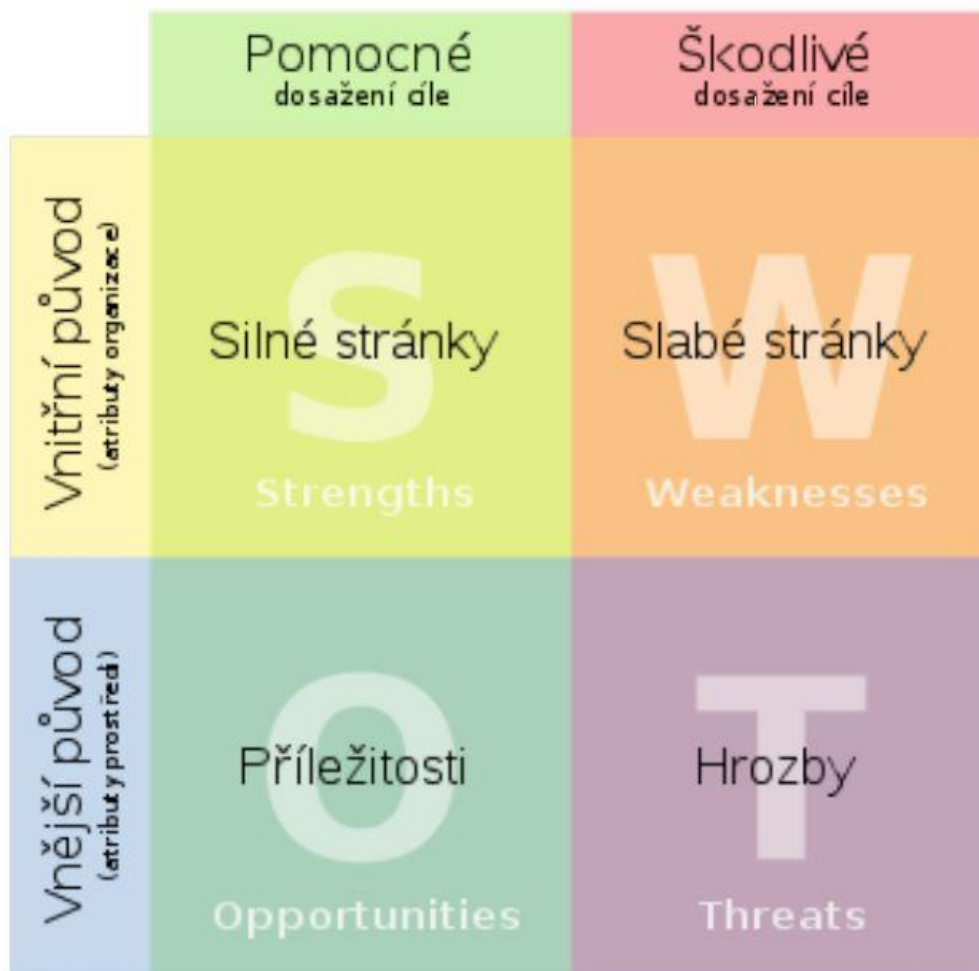 Pomocné
dosažení cíle
Škodlivé
dosažení cíle
Vnitřní původ
(atributy organizace)
S
Silné stránky
Strengths
W
Slabé stránky
Weaknesses
Vnější původ
(atributy prostředí)
O
Příležitosti
Opportunities
T
Hrozby
Threats